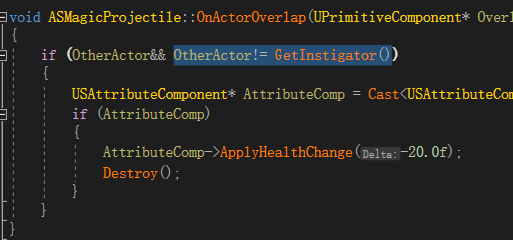 void ASMagicProjectile::OnActorOverlap(UPrimitiveComponent* Overl
{
if (OtherActor&& OtherActor!= GetInstigator())
{
USAttributeComponent* AttributeComp = Cast<USAttributeCom
if (AttributeComp)
{
AttributeComp->ApplyHealthChange(Delta:-20.0f);
Destroy();
}
}
}